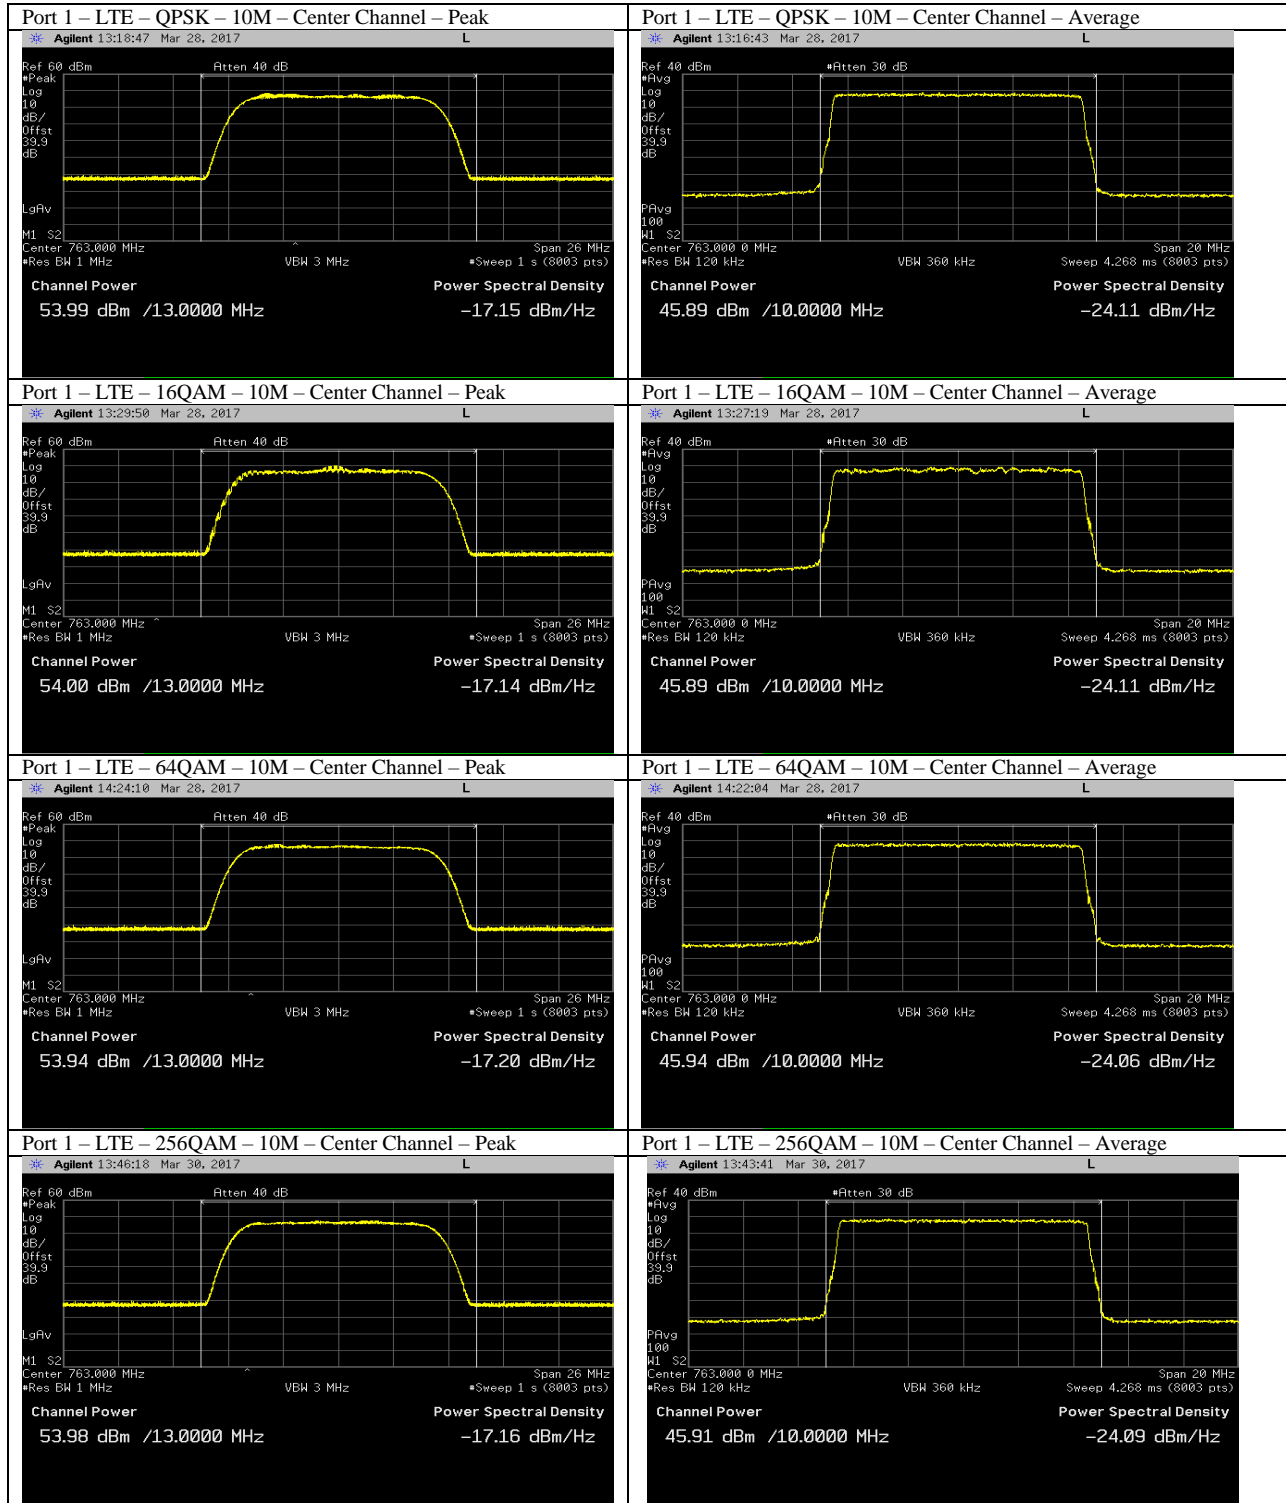 Port 1 – LTE – QPSK – 10M – Center Channel – Peak
Agilent 13:18:47 Mar 28, 2017 L
Ref 60 dBm Atten 40 dB
#Peak
Log
10
dB/
Offst
39.9
dB
LgAv
M1 S2
Center 763.000 MHz Span 26 MHz
#Res BW 1 MHz VBW 3 MHz #Sweep 1 s (8003 pts)
Channel Power Power Spectral Density
53.99 dBm /13.0000 MHz -17.15 dBm/Hz
Port 1 – LTE – QPSK – 10M – Center Channel – Average
Agilent 13:16:43 Mar 28, 2017 L
Ref 40 dBm #Atten 30 dB
#Avg
Log
10
dB/
Offst
39.9
dB
PAvg
100
W1 S2
Center 763.000 0 MHz Span 20 MHz
#Res BW 120 kHz VBW 360 kHz Sweep 4.268 ms (8003 pts)
Channel Power Power Spectral Density
45.89 dBm /10.0000 MHz -24.11 dBm/Hz
Port 1 – LTE – 16QAM – 10M – Center Channel – Peak
Agilent 13:29:50 Mar 28, 2017 L
Ref 60 dBm Atten 40 dB
#Peak
Log
10
dB/
Offst
39.9
dB
LgAv
M1 S2
Center 763.000 MHz Span 26 MHz
#Res BW 1 MHz VBW 3 MHz #Sweep 1 s (8003 pts)
Channel Power Power Spectral Density
54.00 dBm /13.0000 MHz -17.14 dBm/Hz
Port 1 – LTE – 16QAM – 10M – Center Channel – Average
Agilent 13:27:19 Mar 28, 2017 L
Ref 40 dBm #Atten 30 dB
#Avg
Log
10
dB/
Offst
39.9
dB
PAvg
100
W1 S2
Center 763.000 0 MHz Span 20 MHz
#Res BW 120 kHz VBW 360 kHz Sweep 4.268 ms (8003 pts)
Channel Power Power Spectral Density
45.89 dBm /10.0000 MHz -24.11 dBm/Hz
Port 1 – LTE – 64QAM – 10M – Center Channel – Peak
Agilent 14:24:10 Mar 28, 2017 L
Ref 60 dBm Atten 40 dB
#Peak
Log
10
dB/
Offst
39.9
dB
LgAv
M1 S2
Center 763.000 MHz Span 26 MHz
#Res BW 1 MHz VBW 3 MHz #Sweep 1 s (8003 pts)
Channel Power Power Spectral Density
53.94 dBm /13.0000 MHz -17.20 dBm/Hz
Port 1 – LTE – 64QAM – 10M – Center Channel – Average
Agilent 14:22:04 Mar 28, 2017 L
Ref 40 dBm #Atten 30 dB
#Avg
Log
10
dB/
Offst
39.9
dB
PAvg
100
W1 S2
Center 763.000 0 MHz Span 20 MHz
#Res BW 120 kHz VBW 360 kHz Sweep 4.268 ms (8003 pts)
Channel Power Power Spectral Density
45.94 dBm /10.0000 MHz -24.06 dBm/Hz
Port 1 – LTE – 256QAM – 10M – Center Channel – Peak
Agilent 13:46:18 Mar 30, 2017 L
Ref 60 dBm Atten 40 dB
#Peak
Log
10
dB/
Offst
39.9
dB
LgAv
M1 S2
Center 763.000 MHz Span 26 MHz
#Res BW 1 MHz VBW 3 MHz #Sweep 1 s (8003 pts)
Channel Power Power Spectral Density
53.98 dBm /13.0000 MHz -17.16 dBm/Hz
Port 1 – LTE – 256QAM – 10M – Center Channel – Average
Agilent 13:43:41 Mar 30, 2017 L
Ref 40 dBm #Atten 30 dB
#Avg
Log
10
dB/
Offst
39.9
dB
PAvg
100
W1 S2
Center 763.000 0 MHz Span 20 MHz
#Res BW 120 kHz VBW 360 kHz Sweep 4.268 ms (8003 pts)
Channel Power Power Spectral Density
45.91 dBm /10.0000 MHz -24.09 dBm/Hz